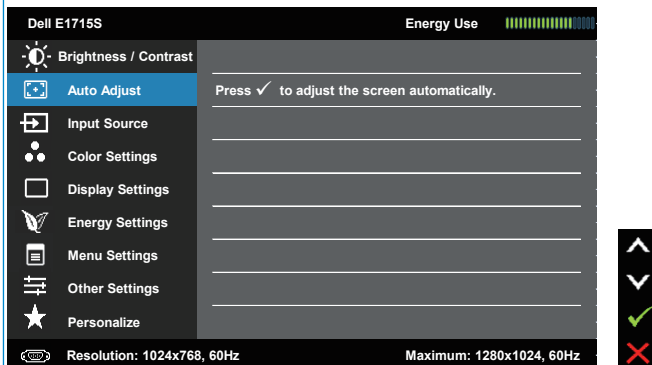 Dell E1715S Energy Use
Brightness / Contrast
Auto Adjust Press ✓ to adjust the screen automatically.
Input Source
Color Settings
Display Settings
Energy Settings
Menu Settings
Other Settings
Personalize
Resolution: 1024x768, 60Hz Maximum: 1280x1024, 60Hz